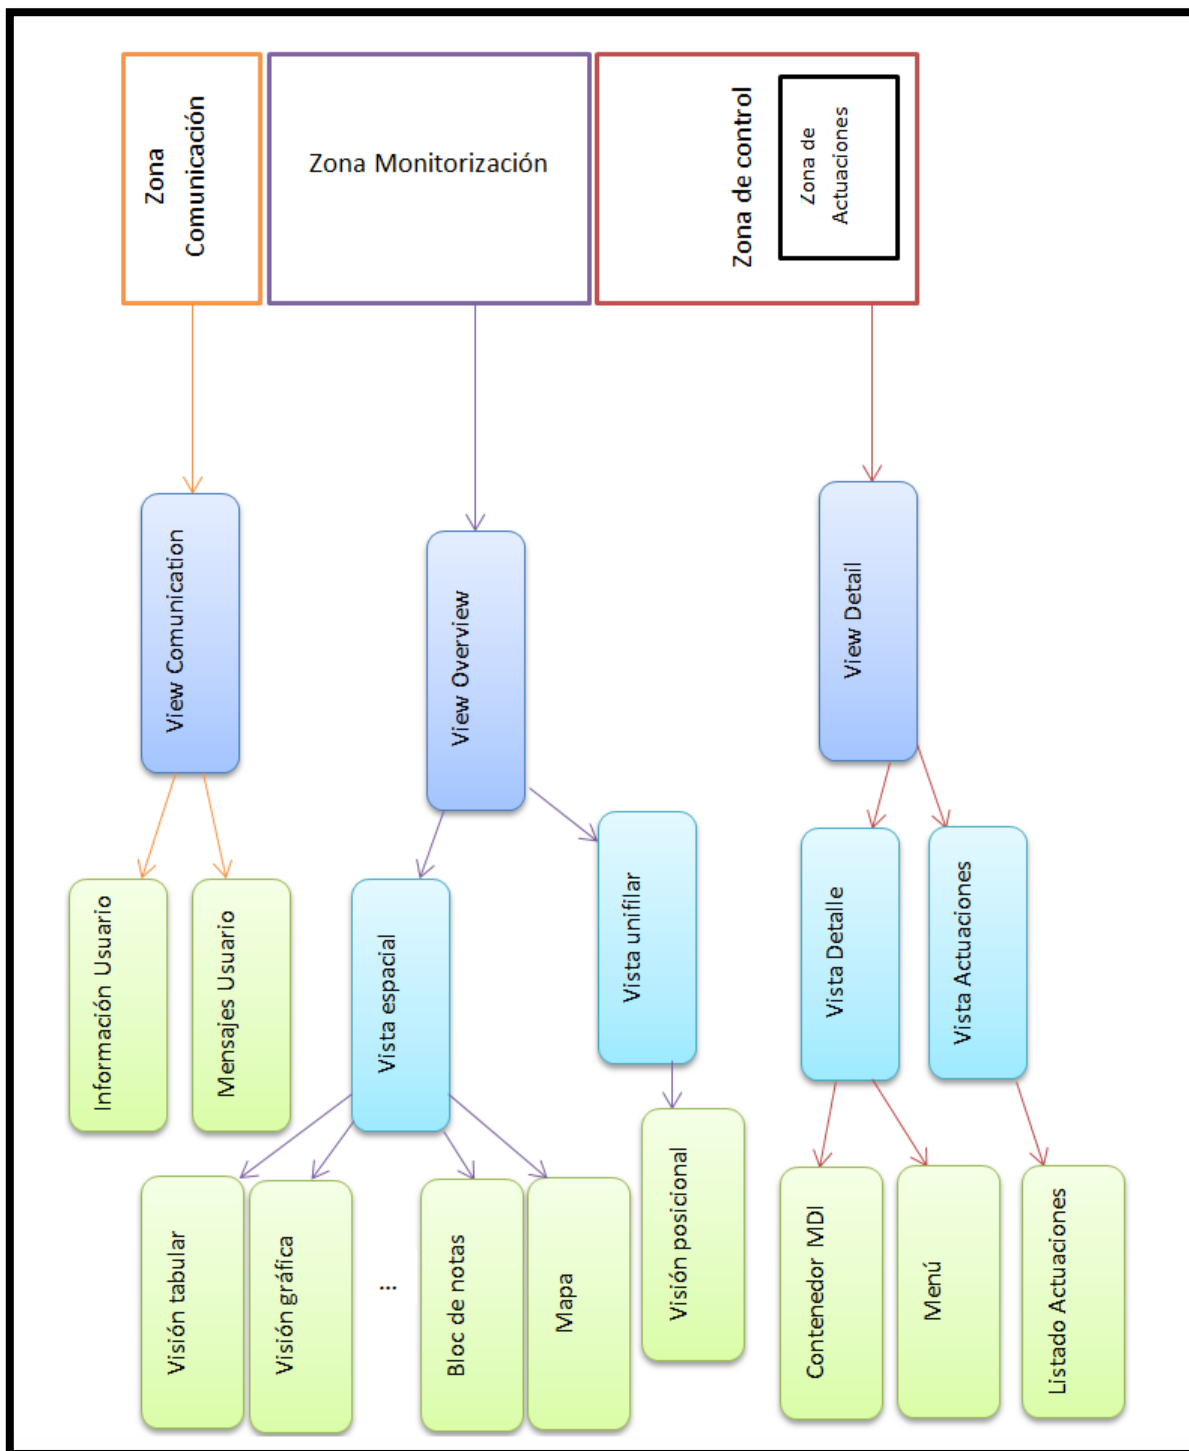 Zona
Comunicación
Zona Monitorización
Zona de control
Zona de
Actuaciones
View Comunication
View Overview
View Detail
Información Usuario
Mensajes Usuario
Vista espacial
Vista unifilar
Vista Detalle
Vista Actuaciones
Visión tabular
Visión gráfica
...
Bloc de notas
Mapa
Visión posicional
Contenedor MDI
Menú
Listado Actuaciones